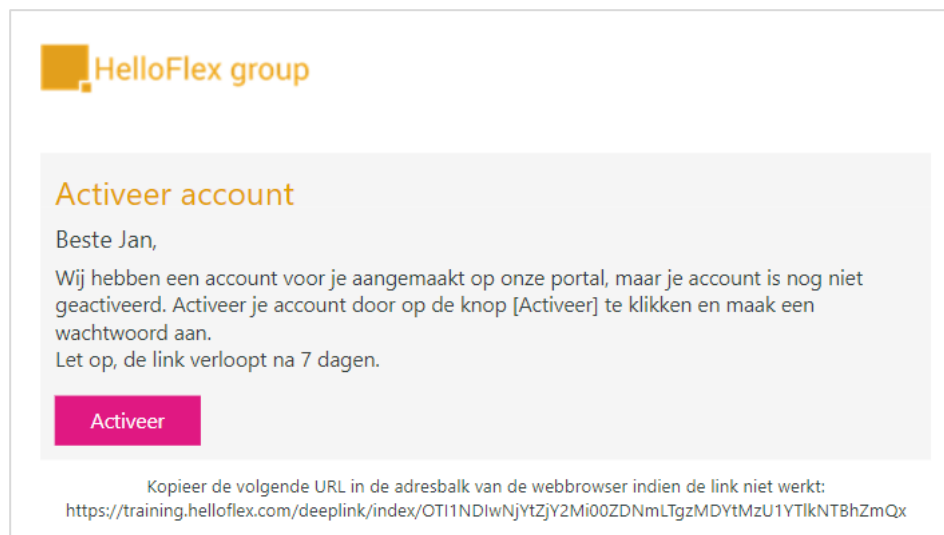 HelloFlex group
Activeer account
Beste Jan,
Wij hebben een account voor je aangemaakt op onze portal, maar je account is nog niet
geactiveerd. Activeer je account door op de knop [Activeer] te klikken en maak een
wachtwoord aan.
Let op, de link verloopt na 7 dagen.
Activeer
Kopieer de volgende URL in de adresbalk van de webbrowser indien de link niet werkt:
https://training.helloflex.com/deeplink/index/OTI1NDIwNjYtZjY2Mi00ZDNmLTgzMDYtMzU1YTlkNTBhZmQx